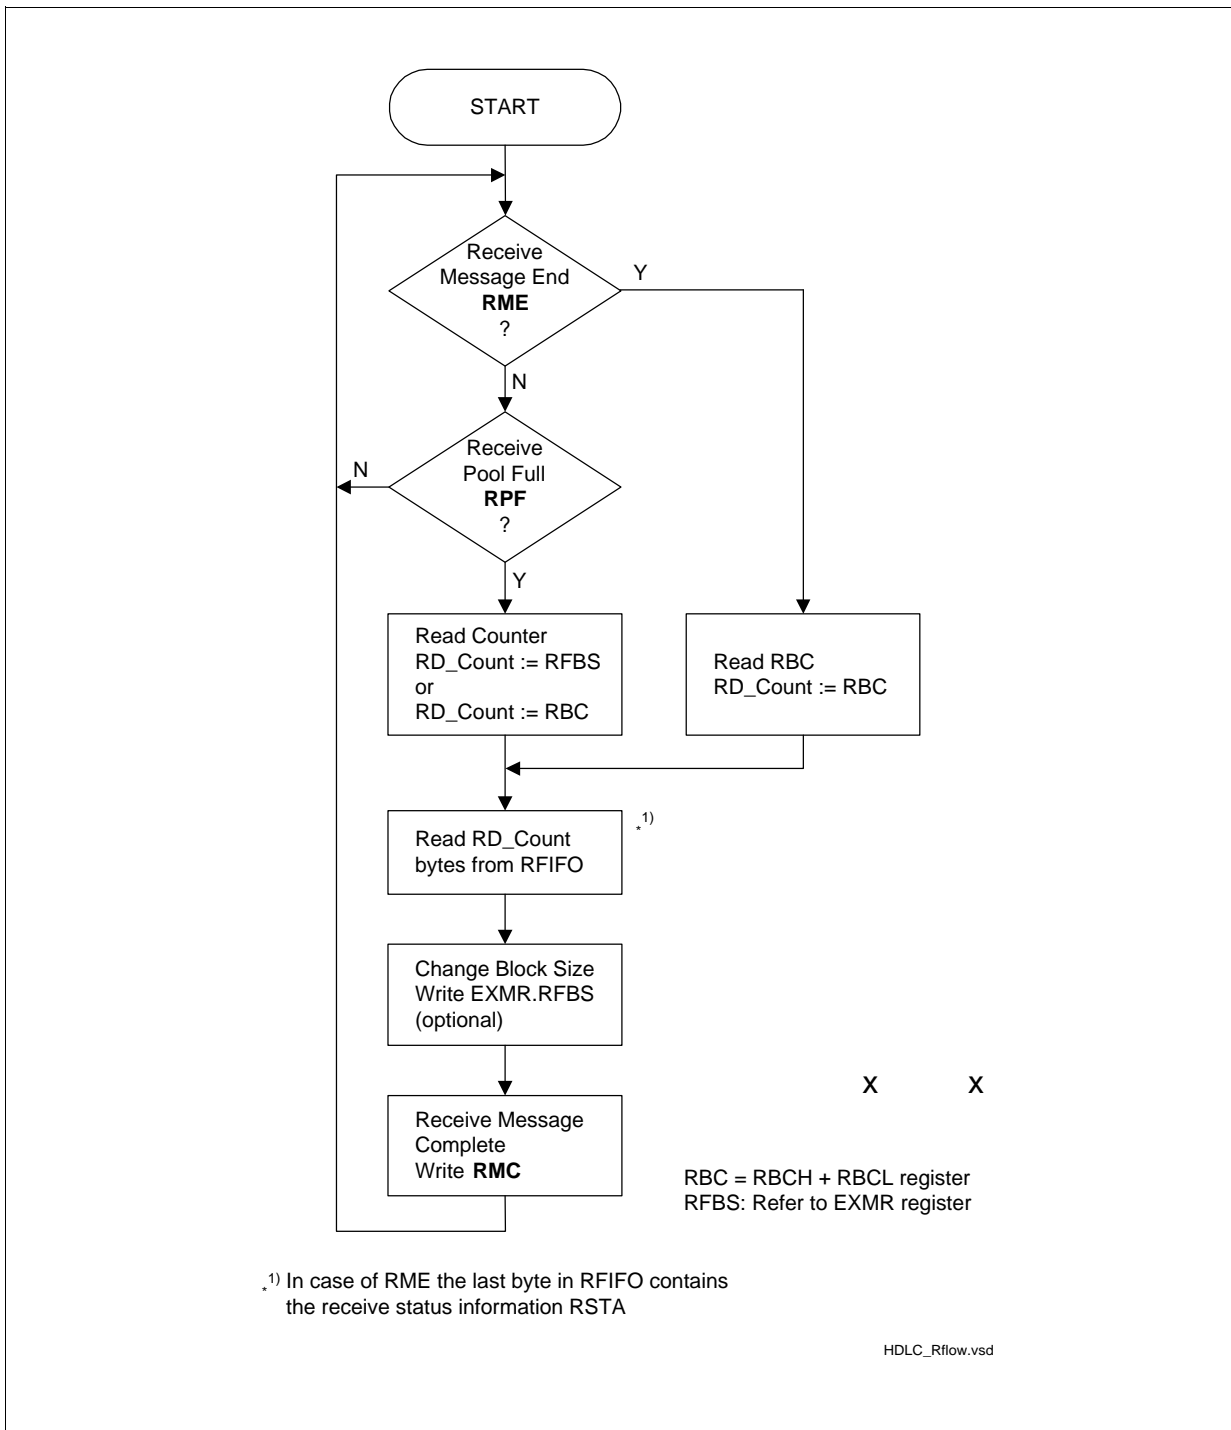 START
Receive
Message End
RME
?
Y
N
Receive
Pool Full
RPF
?
N
Y
Read Counter
RD_Count := RFBS
or
RD_Count := RBC
Read RBC
RD_Count := RBC
Read RD_Count
bytes from RFIFO
*1)
Change Block Size
Write EXMR.RFBS
(optional)
x x
Receive Message
Complete
Write RMC
RBC = RBCH + RBCL register
RFBS: Refer to EXMR register
*1) In case of RME the last byte in RFIFO contains
the receive status information RSTA
HDLC_Rflow.vsd